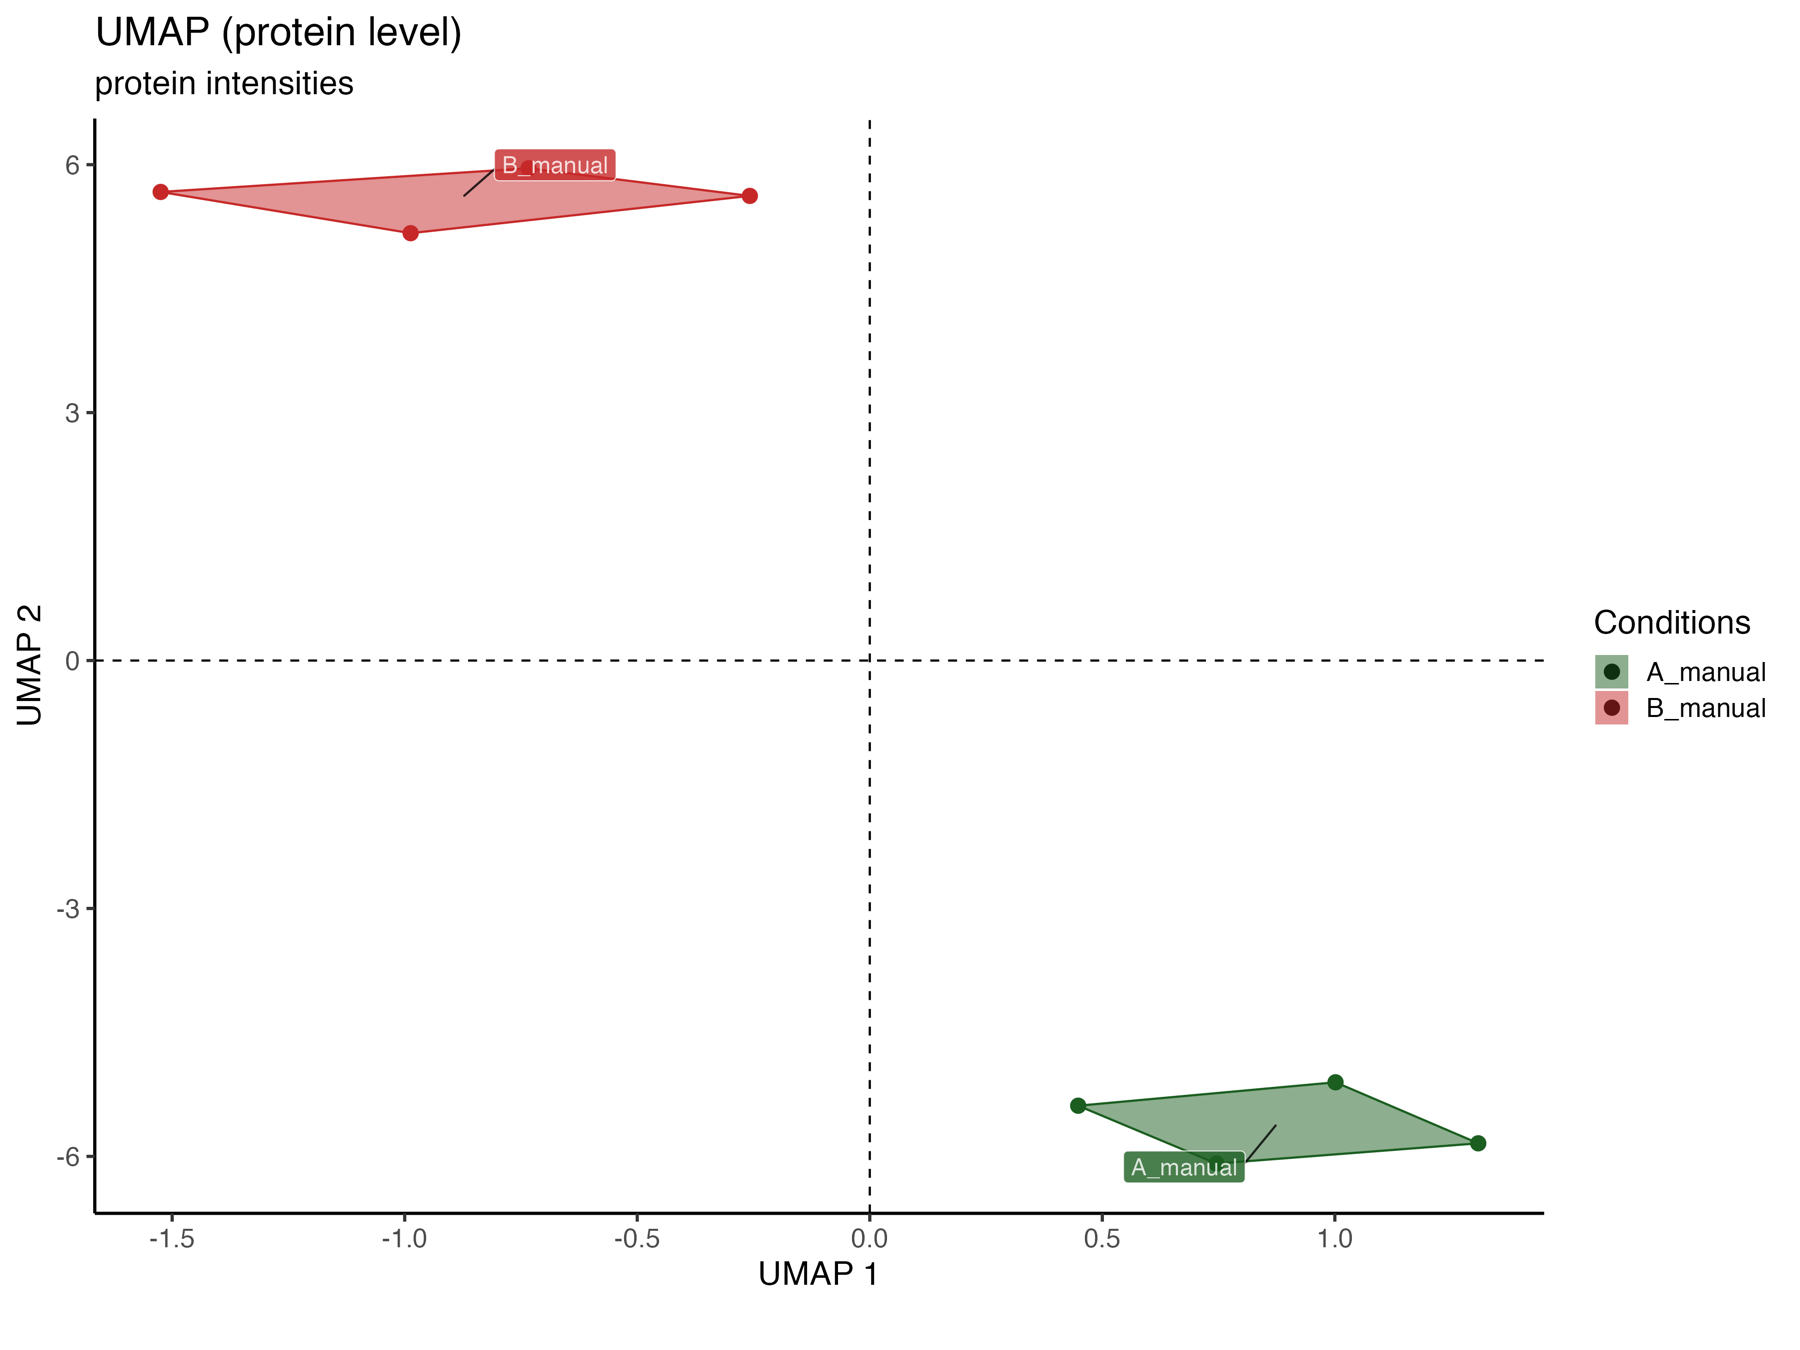 UMAP (protein level)
protein intensities
6
3
0
-3
-6
UMAP 2
B_manual
A_manual
-1.5 -1.0 -0.5 0.0 0.5 1.0
UMAP 1
Conditions
A_manual
B_manual